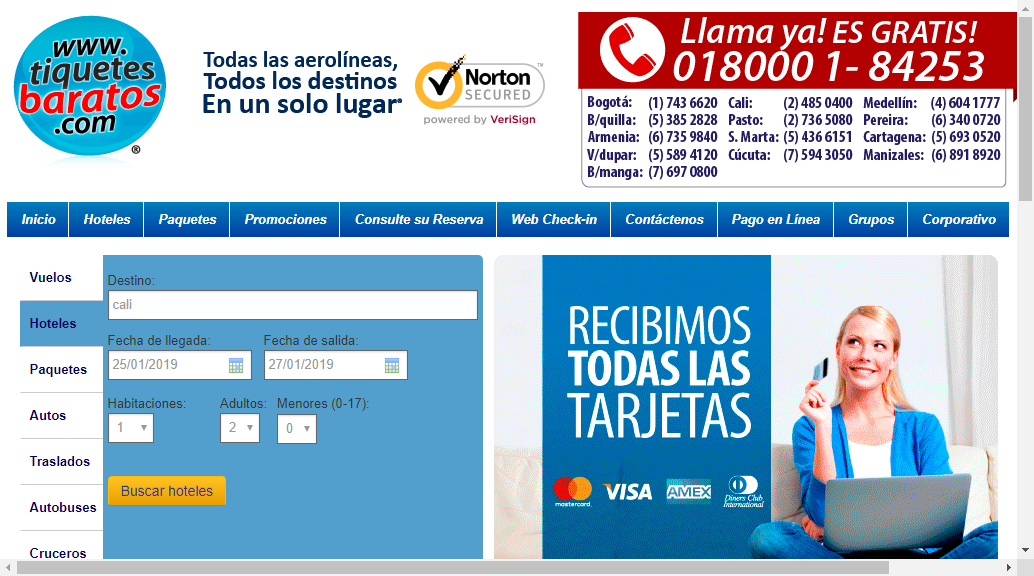 www.
tiquetes
baratos
.com
®
Todas las aerolíneas,
Todos los destinos
En un solo lugar
Norton
SECURED
powered by VeriSign
Llama ya! ES GRATIS!
018000 1- 84253
Bogotá: (1) 743 6620 Cali: (2) 485 0400 Medellín: (4) 604 1777
B/quilla: (5) 385 2828 Pasto: (2) 736 5080 Pereira: (6) 340 0720
Armenia: (6) 735 9840 S. Marta: (5) 436 6151 Cartagena: (5) 693 0520
V/dupar: (5) 589 4120 Cúcuta: (7) 594 3050 Manizales: (6) 891 8920
B/manga: (7) 697 0800
Inicio Hoteles Paquetes Promociones Consulte su Reserva Web Check-in Contáctenos Pago en Línea Grupos Corporativo
Vuelos
Hoteles
Paquetes
Autos
Traslados
Autobuses
Cruceros
Destino:
cali
Fecha de llegada: Fecha de salida:
25/01/2019 27/01/2019
Habitaciones: Adultos: Menores (0-17):
1 2 0
Buscar hoteles
RECIBIMOS
TODAS LAS
TARJETAS
mastercard VISA AMEX Diners Club
International